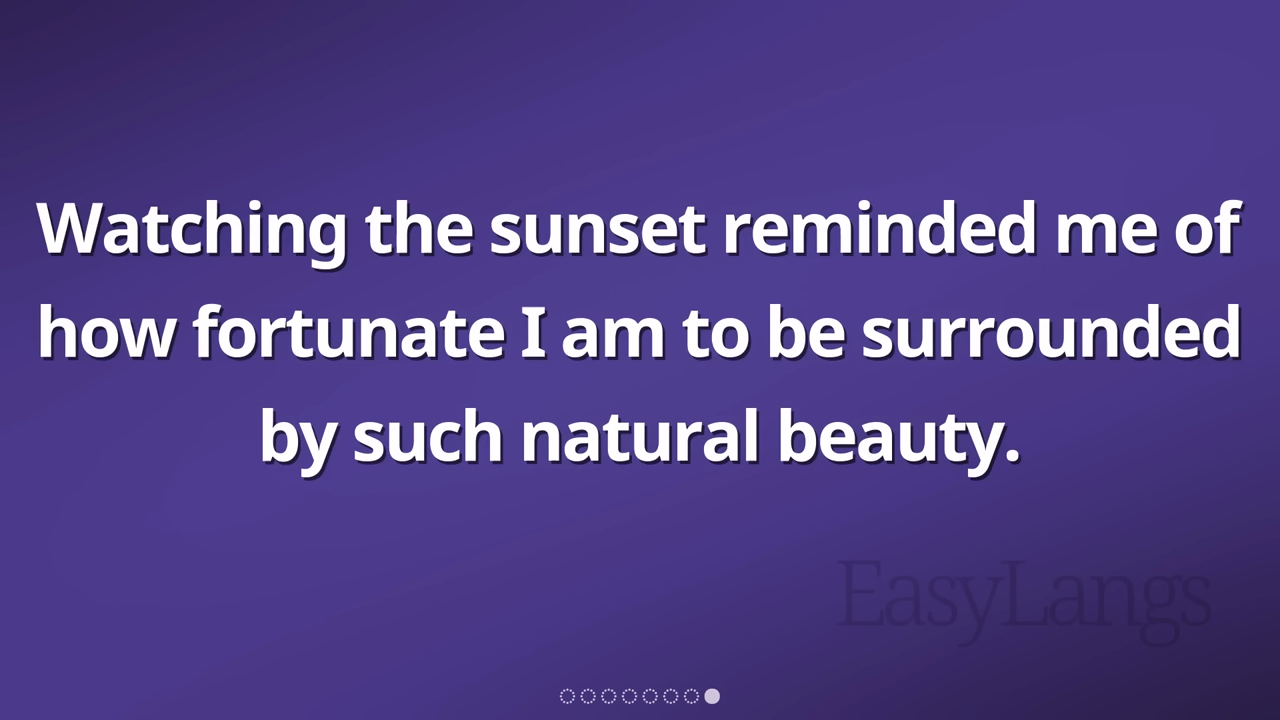 Watching the sunset reminded me of
how fortunate I am to be surrounded
by such natural beauty.
EasyLangs